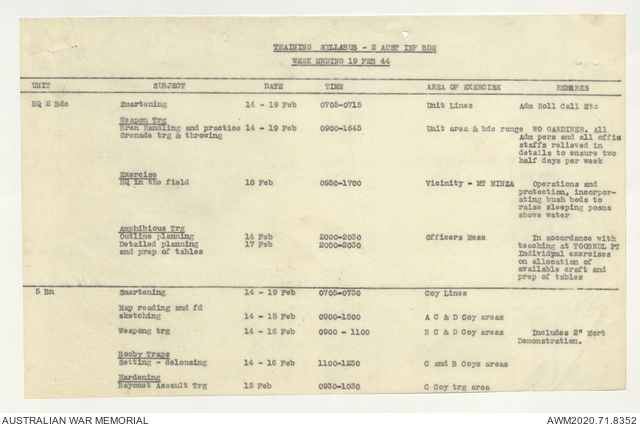 TRAINING SYLLABUS - 2 AUST INF BDE
WEEK ENDING 19 FEB 44
UNIT SUBJECT DATE TIME AREA OF EXERCISE REMARKS
HQ 2 Bde Smartening 14 - 19 Feb 0705-0715 Unit Lines Adm Roll Call Etc
Weapon Trg
Bren Handling and practice 14 - 19 Feb 0900-1645 Unit area & bde range WO GARDINER. All
Grenade trg & throwing Adm pers and all offic
staffs relieved in
details to ensure two
half days per week
Exercise
HQ in the field 18 Feb 0930-1700 Vicinity - MT MINZA Operations and
protection, incorpor-
ating bush beds to
raise sleeping posns
above water
Amphibious Trg
Outline planning 14 Feb 2000-2030 Officers Mess In accordance with
Detailed planning 17 Feb 2000-2030 teaching at TOORBUL PT
and prep of tables Individual exercises
on allocation of
available craft and
prep of tables
5 Bn Smartening 14 - 19 Feb 0705-0730 Coy Lines
Map reading and fd
sketching 14 - 15 Feb 0900-1500 A C & D Coy areas
Weapong trg 14 - 16 Feb 0900 - 1100 B C & D Coy areas Includes 2" Mort
Demonstration.
Booby Traps
Setting - delousing 14 - 16 Feb 1100-1230 C and B Coys areas
Hardening
Bayonet Assault Trg 15 Feb 0930-1030 C Coy trg area
AUSTRALIAN WAR MEMORIAL AWM2020.71.8352